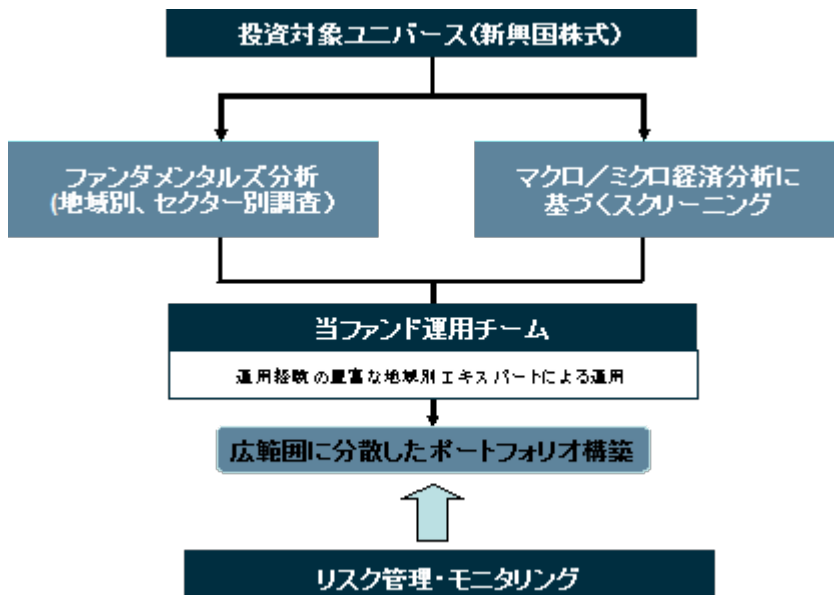 投資対象ユニバース(新興国株式)
ファンダメンタルズ分析
(地域別、セクター別調査)
マクロ/ミクロ経済分析に
基づくスクリーニング
当ファンド運用チーム
運用経験の豊富な地域別エキスパートによる運用
広範囲に分散したポートフォリオ構築
リスク管理・モニタリング